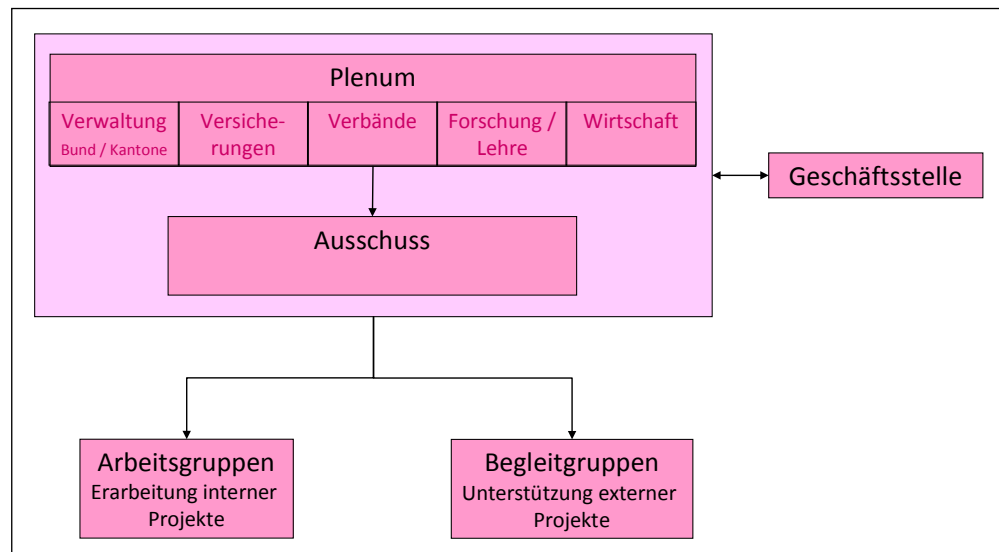 Plenum
Verwaltung
Bund / Kantone
Versiche-
rungen
Verbände
Forschung /
Lehre
Wirtschaft
Geschäftsstelle
Ausschuss
Arbeitsgruppen
Erarbeitung interner
Projekte
Begleitgruppen
Unterstützung externer
Projekte